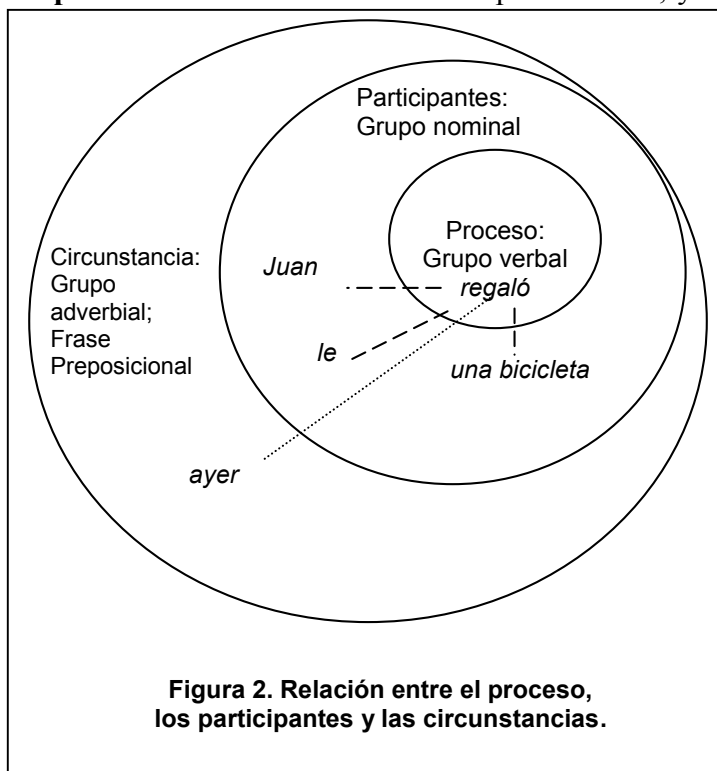 Participantes:
Grupo nominal
Proceso:
Grupo verbal
regaló
Circunstancia:
Grupo
adverbial;
Frase
Preposicional
Juan
le
una bicicleta
ayer
Figura 2. Relación entre el proceso,
los participantes y las circunstancias.